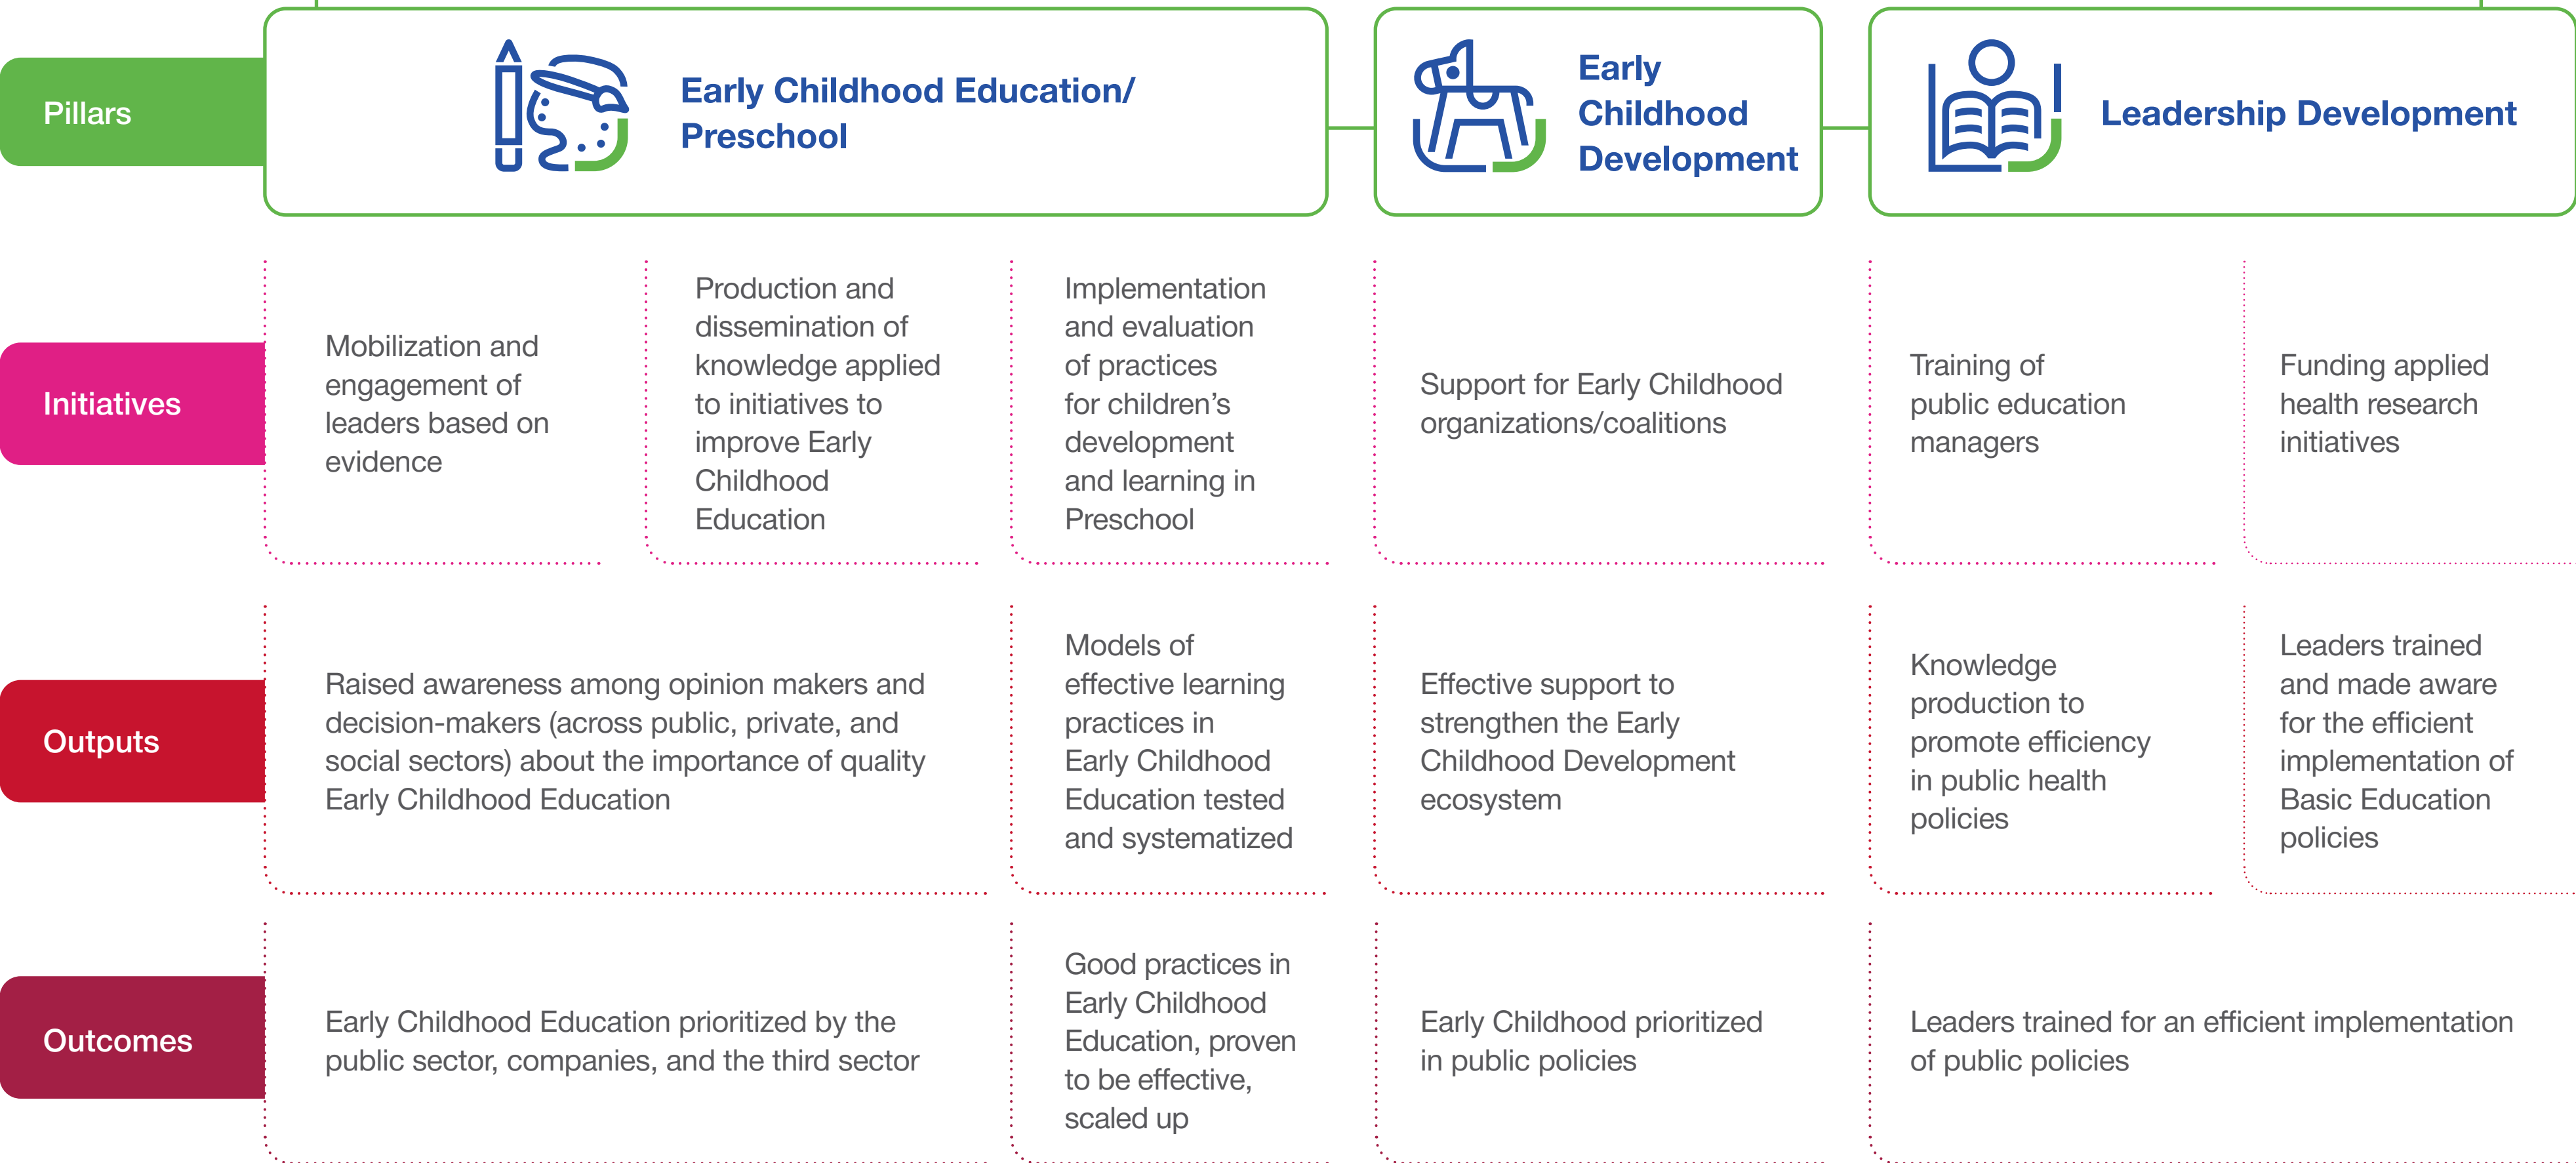 Pillars
Early Childhood Education/
Preschool
Early
Childhood
Development
Leadership Development
Initiatives
Mobilization and
engagement of
leaders based on
evidence
Production and
dissemination of
knowledge applied
to initiatives to
improve Early
Childhood
Education
Implementation
and evaluation
of practices
for children’s
development
and learning in
Preschool
Support for Early Childhood
organizations/coalitions
Training of
public education
managers
Funding applied
health research
initiatives
Outputs
Raised awareness among opinion makers and
decision-makers (across public, private, and
social sectors) about the importance of quality
Early Childhood Education
Models of
effective learning
practices in
Early Childhood
Education tested
and systematized
Effective support to
strengthen the Early
Childhood Development
ecosystem
Knowledge
production to
promote efficiency
in public health
policies
Leaders trained
and made aware
for the efficient
implementation of
Basic Education
policies
Outcomes
Early Childhood Education prioritized by the
public sector, companies, and the third sector
Good practices in
Early Childhood
Education, proven
to be effective,
scaled up
Early Childhood prioritized
in public policies
Leaders trained for an efficient implementation
of public policies